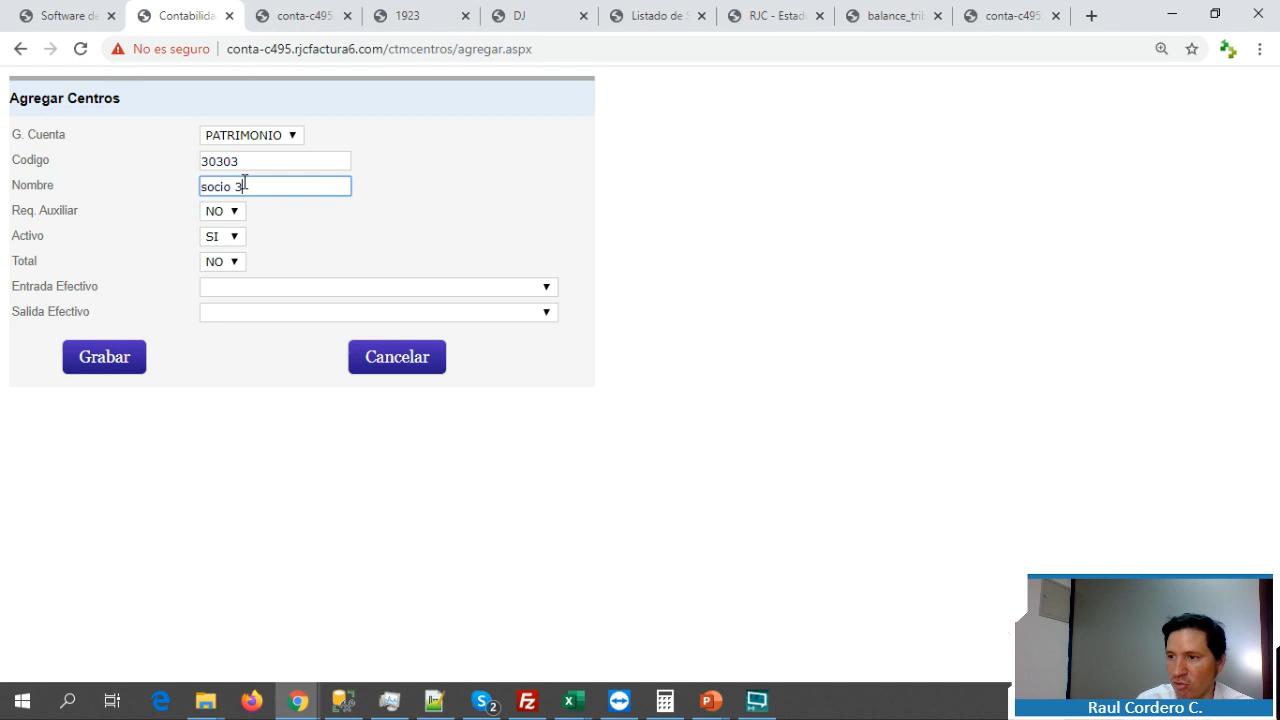 Software de
Contabilida
conta-c495
1923
DJ
Listado de S
RJC - Estad
balance_trib
conta-c495.
No es seguro
conta-c495.rjcfactura6.com/ctmcentros/agregar.aspx
Agregar Centros
G. Cuenta PATRIMONIO
Codigo 30303
Nombre socio 3
Req. Auxiliar NO
Activo SI
Total NO
Entrada Efectivo
Salida Efectivo
Grabar Cancelar
2
Raul Cordero C.